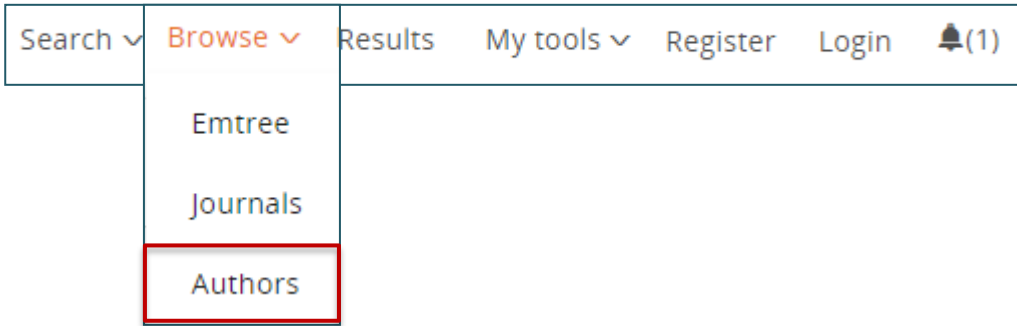 Search Browse Results My tools Register Login (1)
Emtree
Journals
Authors